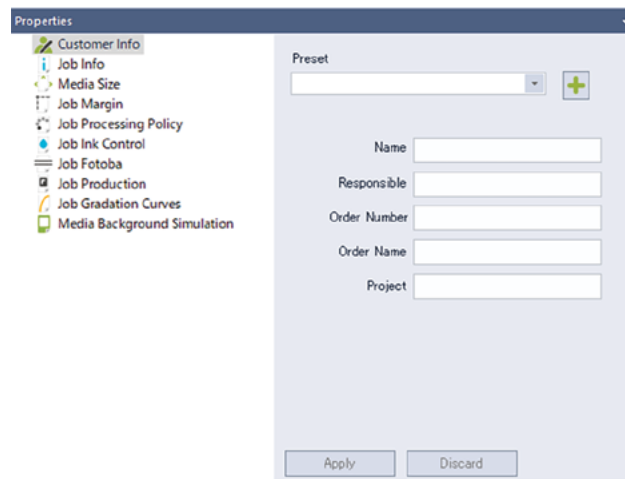 Properties
Customer Info
Job Info
Media Size
Job Margin
Job Processing Policy
Job Ink Control
Job Fotoba
Job Production
Job Gradation Curves
Media Background Simulation
Preset
Name
Responsible
Order Number
Order Name
Project
Apply
Discard